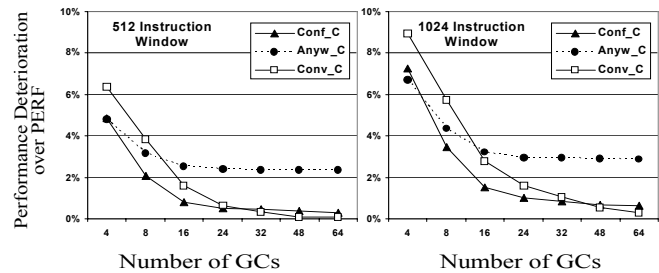 Performance Deterioration
over PERF
10%
8%
6%
4%
2%
0%
512 Instruction
Window
Conf_C
Anyw_C
Conv_C
4 8 16 24 32 48 64
Number of GCs
10%
8%
6%
4%
2%
0%
1024 Instruction
Window
Conf_C
Anyw_C
Conv_C
4 8 16 24 32 48 64
Number of GCs